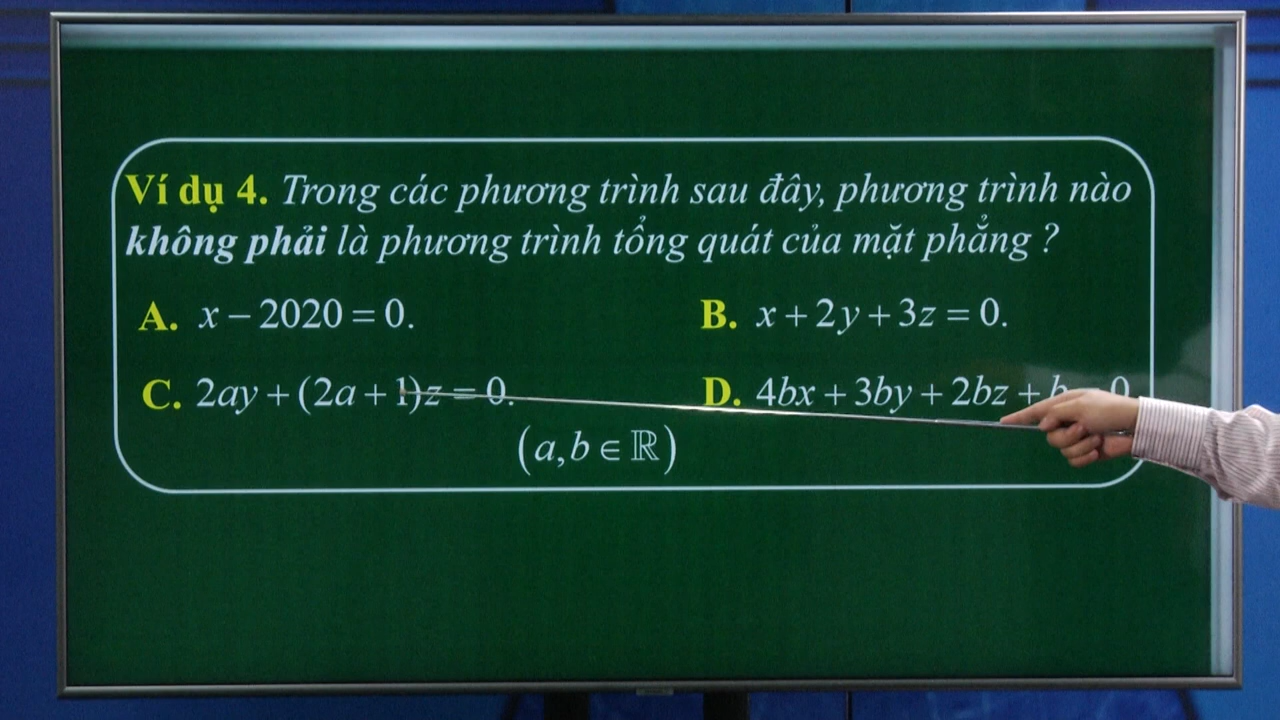 Ví dụ 4. Trong các phương trình sau đây, phương trình nào
không phải là phương trình tổng quát của mặt phẳng ?
A. x − 2020 = 0. B. x + 2y + 3z = 0.
C. 2ay + (2a + 1)z = 0. D. 4bx + 3by + 2bz + b 0
(a,b ∈ ℝ)